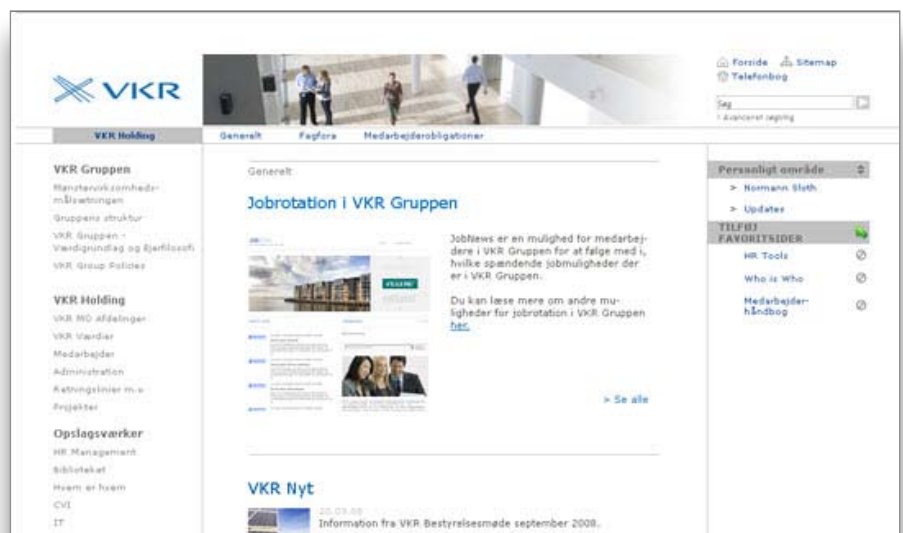 VKR
Forside Sitemap
Telefonbog
Søg
› Avanceret søgning
VKR Holding
Generelt Fagfora Medarbejderobligationer
VKR Gruppen
Mønstervirksomheds-
målsætningen
Gruppens struktur
VKR Gruppen -
Værdigrundlag og Ejerfilosofi
VKR Group Policies
VKR Holding
VKR MO Afdelinger
VKR Værdier
Medarbejder
Administration
Retningslinier m.v.
Projekter
Opslagsværker
HR Management
Biblioteket
Hvem er hvem
CVI
IT
Generelt
Jobrotation i VKR Gruppen
JobNews er en mulighed for medarbej-
dere i VKR Gruppen for at følge med i,
hvilke spændende jobmuligheder der
er i VKR Gruppen.
Du kan læse mere om andre mu-
ligheder for jobrotation i VKR Gruppen
her.
> Se alle
VKR Nyt
Information fra VKR Bestyrelsesmøde september 2008.
Personligt område
> Normann Sloth
> Updates
TILFØJ
FAVORITSIDER
HR Tools
Who is Who
Medarbejder-
håndbog